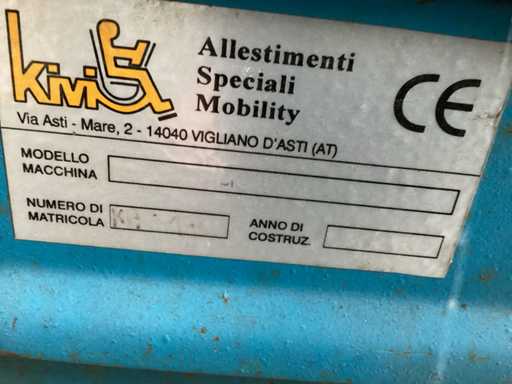 Kivi
Allestimenti
Speciali
Mobility
CE
Via Asti - Mare, 2 - 14040 VIGLIANO D'ASTI (AT)
MODELLO
MACCHINA
NUMERO DI
MATRICOLA
ANNO DI
COSTRUZ.